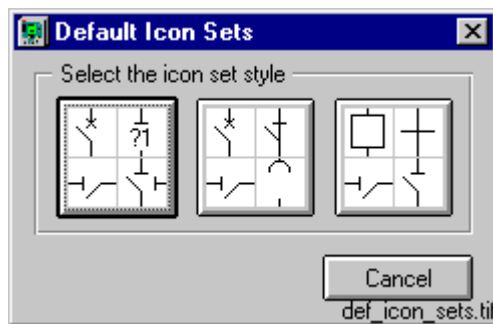 Default Icon Sets
Select the icon set style
?1
Cancel
def_icon_sets.tif